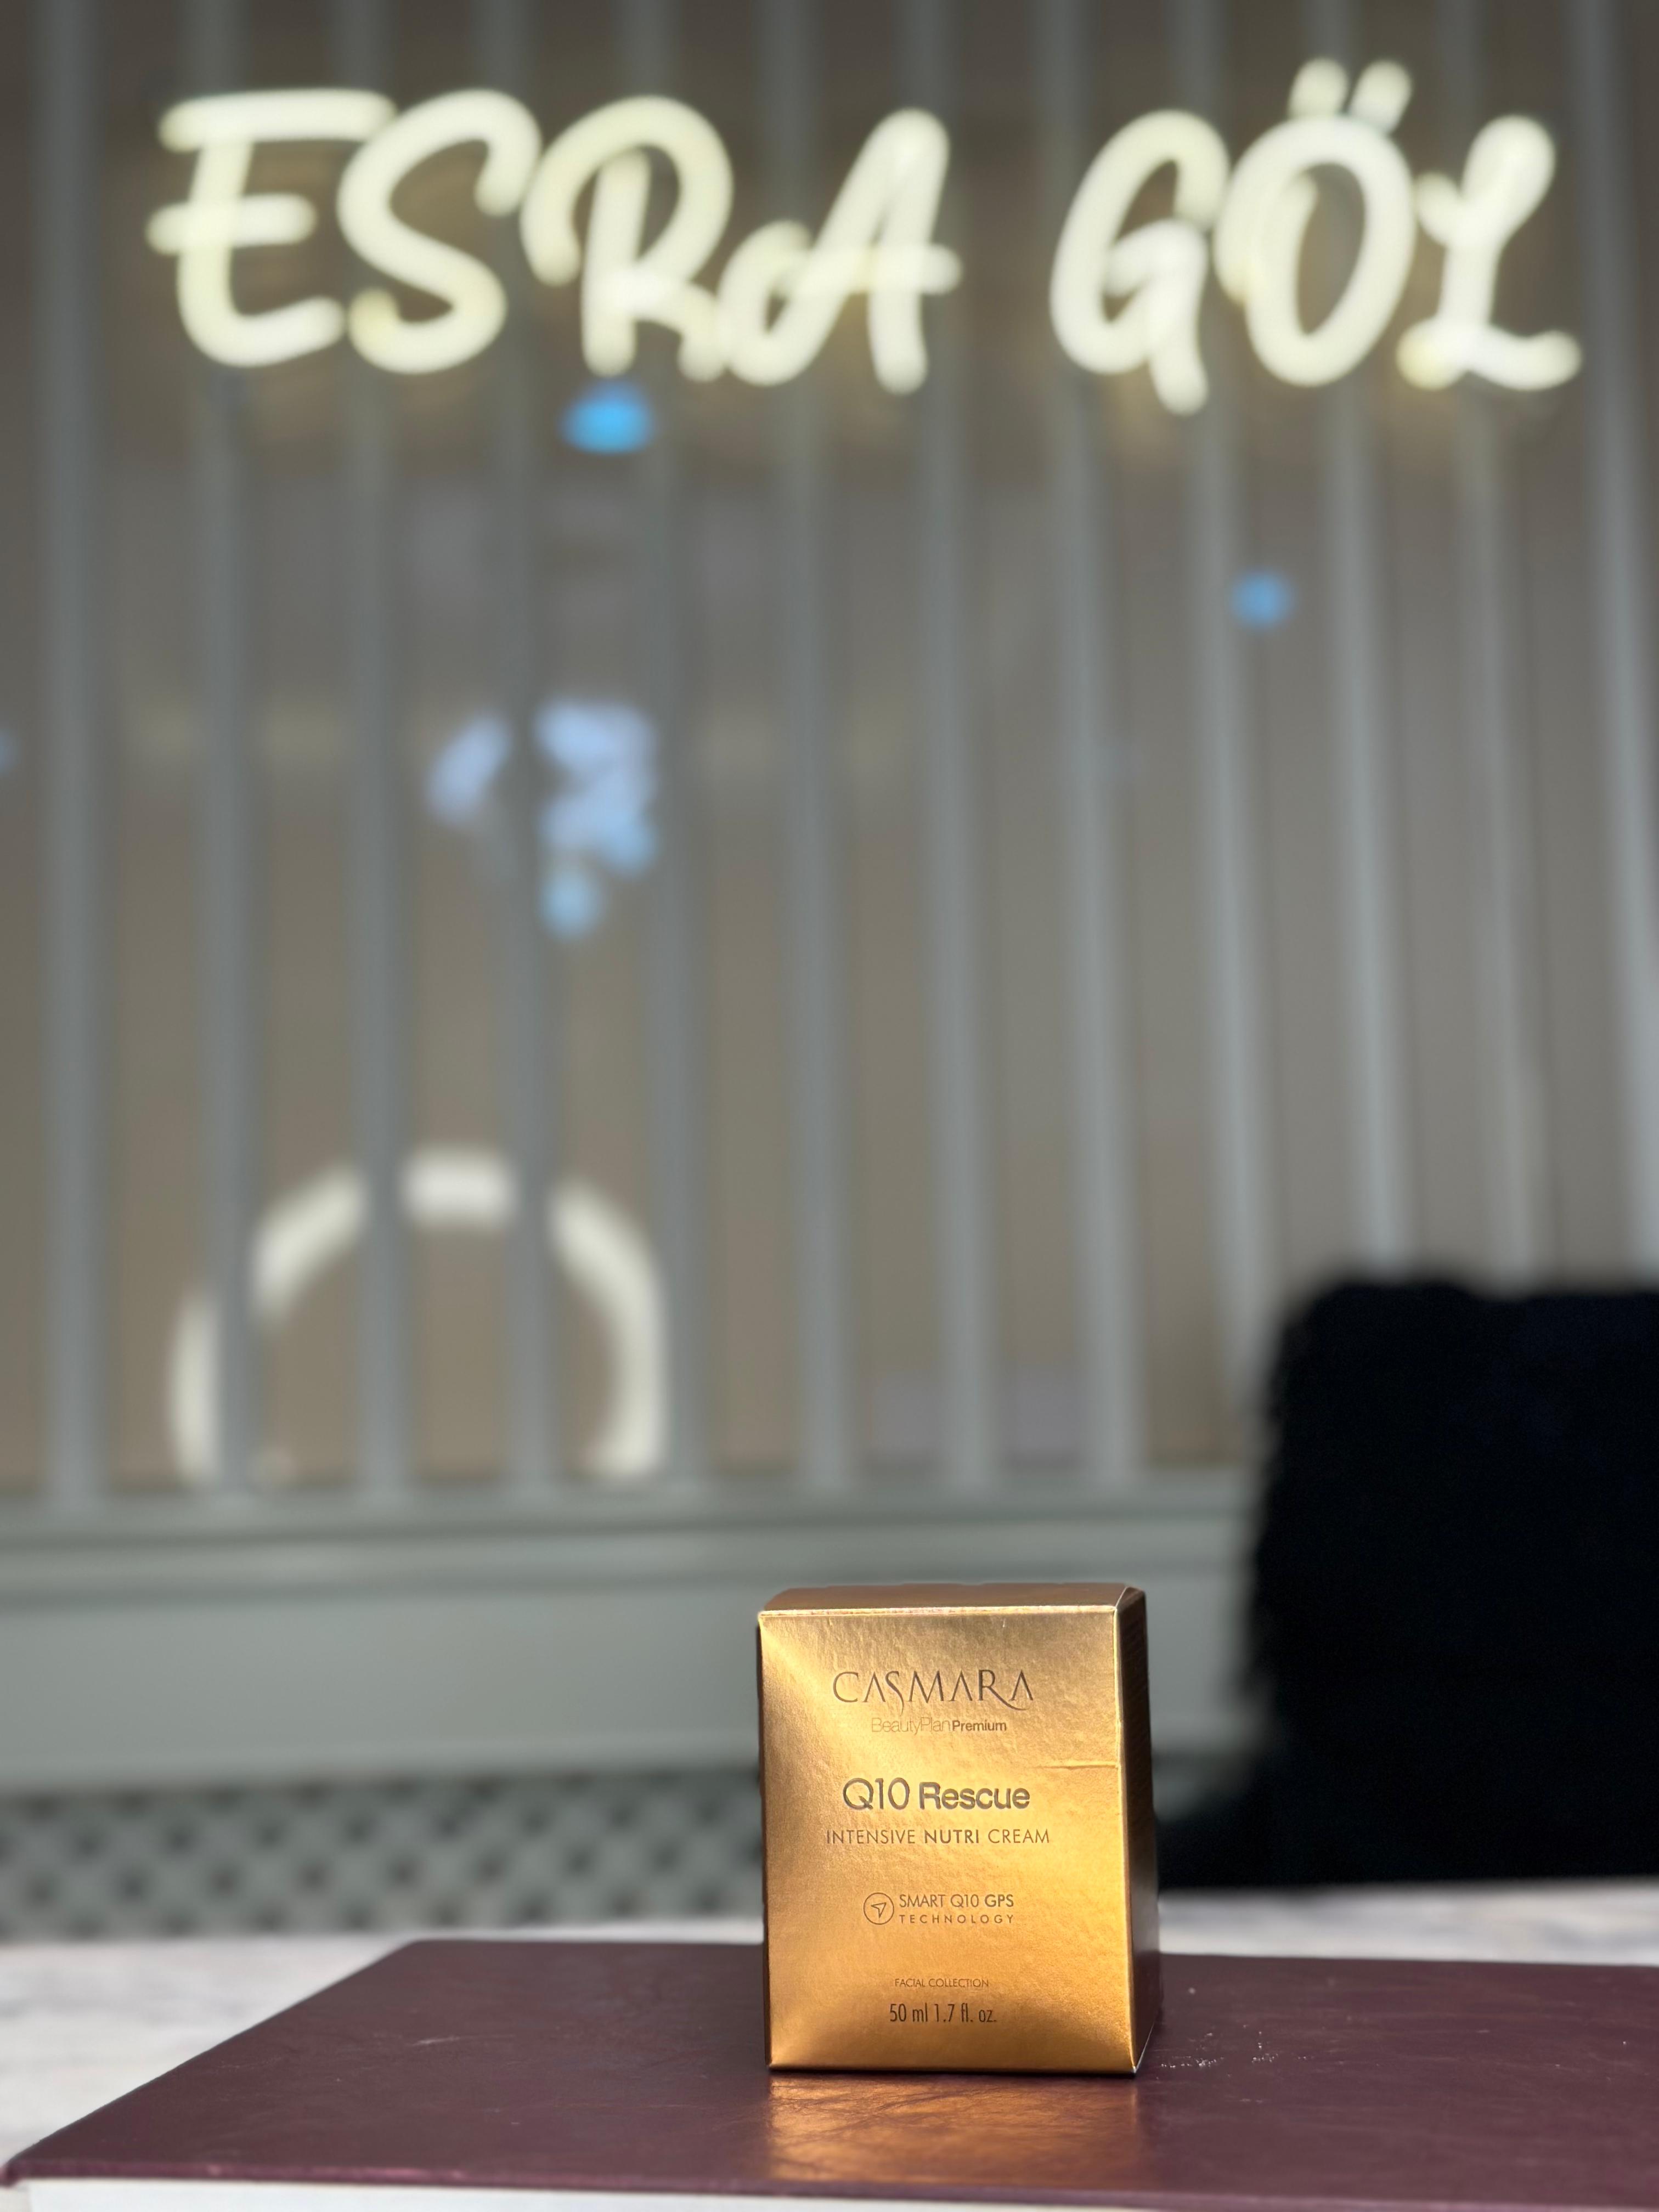 ESRA GÖL
CASMARA
BeautyPlan Premium
Q10 Rescue
INTENSIVE NUTRI CREAM
SMART Q10 GPS
TECHNOLOGY
FACIAL COLLECTION
50 ml 1.7 fl. oz.